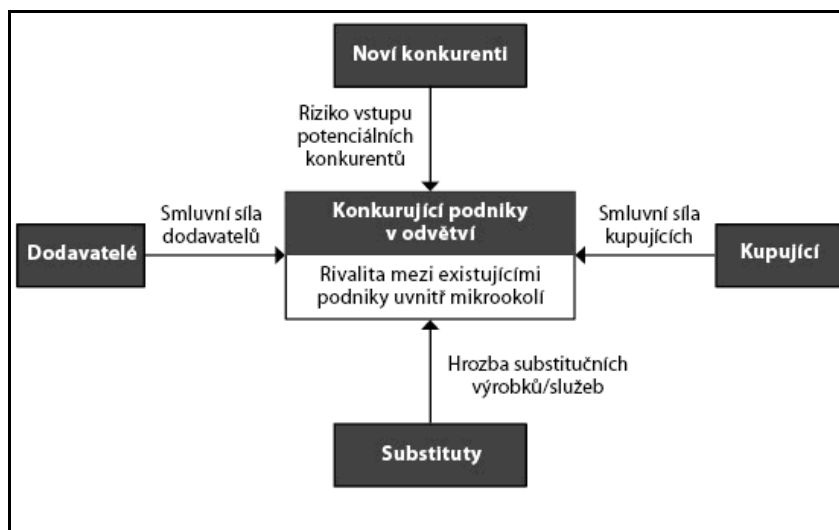 Noví konkurenti
Riziko vstupu
potenciálních
konkurentů
Smluvní síla
dodavatelů
Konkurující podniky
v odvětví
Smluvní síla
kupujících
Dodavatelé
Kupující
Rivalita mezi existujícími
podniky uvnitř mikrookolí
Hrozba substitučních
výrobků/služeb
Substituty